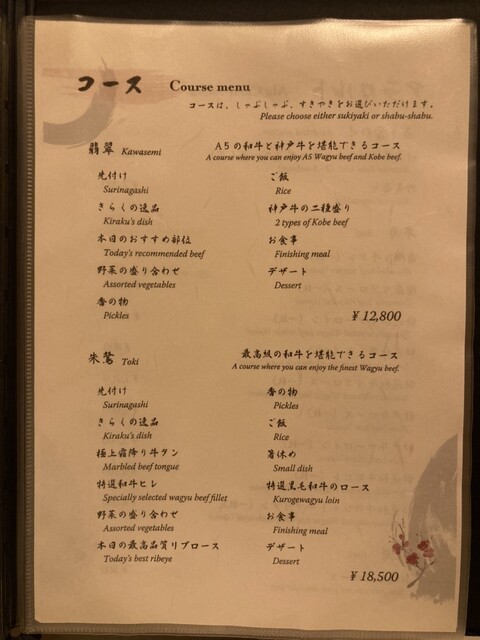 コース Course menu
コースは、しゃぶしゃぶ、すきやきをお選びいただけます。
Please choose either sukiyaki or shabu-shabu.
翡翠 Kawasemi
A5の和牛と神戸牛を堪能できるコース
A course where you can enjoy A5 Wagyu beef and Kobe beef.
先付け
Surinagashi
きらくの逸品
Kiraku's dish
本日のおすすめ部位
Today's recommended beef
野菜の盛り合わせ
Assorted vegetables
香の物
Pickles
ご飯
Rice
神戸牛の二種盛り
2 types of Kobe beef
お食事
Finishing meal
デザート
Dessert
¥12,800
朱鷺 Toki
最高級の和牛を堪能できるコース
A course where you can enjoy the finest Wagyu beef.
先付け
Surinagashi
きらくの逸品
Kiraku's dish
極上霜降り牛タン
Marbled beef tongue
特選和牛ヒレ
Specially selected wagyu beef fillet
野菜の盛り合わせ
Assorted vegetables
本日の最高品質リブロース
Today's best ribeye
香の物
Pickles
ご飯
Rice
箸休め
Small dish
特選黒毛和牛のロース
Kurogewagyu loin
お食事
Finishing meal
デザート
Dessert
¥18,500